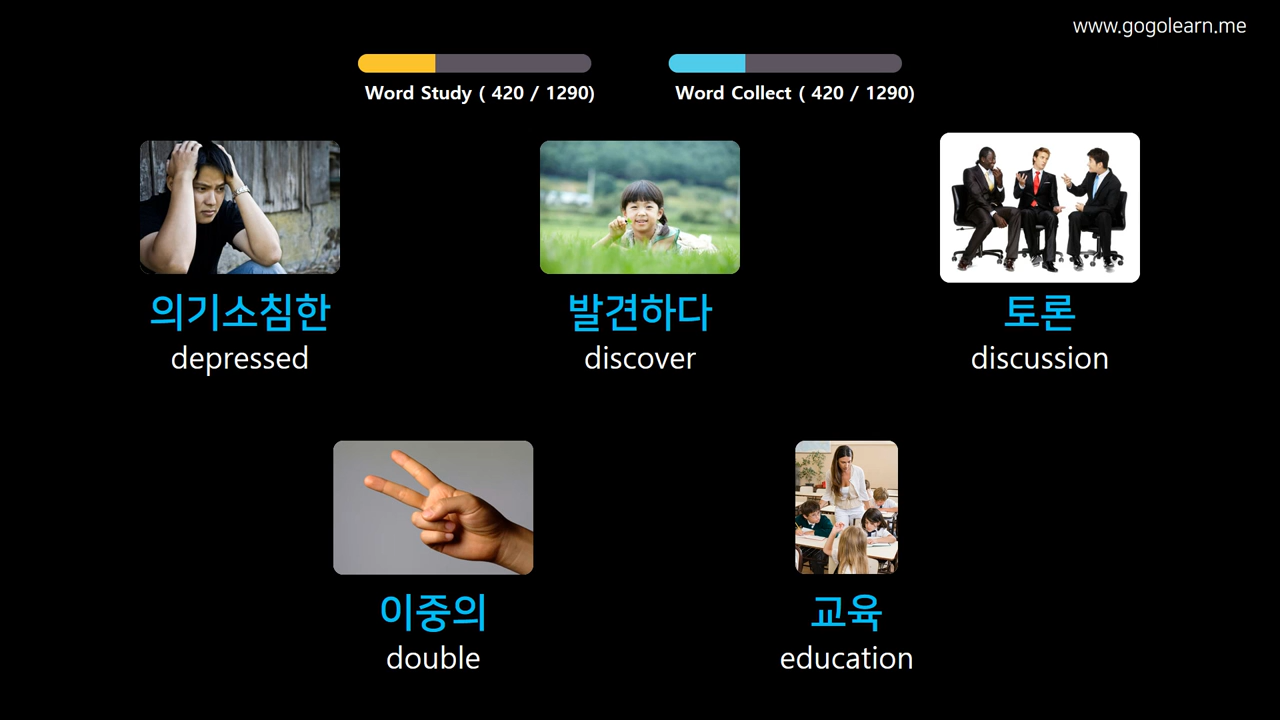 www.gogolearn.me
Word Study ( 420 / 1290)
Word Collect ( 420 / 1290)
의기소침한
depressed
발견하다
discover
토론
discussion
이중의
double
교육
education